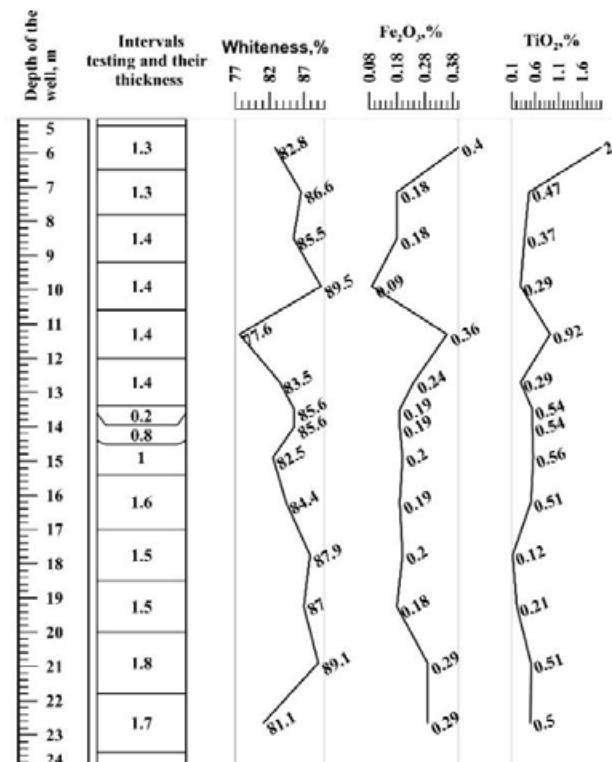 Depth of the well, m
Intervals testing and their thickness
Whiteness,%
Fe₂O₃,%
TiO₂,%
77 82 87
0.08 0.18 0.28 0.38
0.1 0.6 1.1 1.6
5
6 1.3 82.8 0.4 2
7 1.3 86.6 0.18 0.47
8
9 1.4 85.5 0.18 0.37
10 1.4 89.5 0.09 0.29
11 1.4 77.6 0.36 0.92
12
13 1.4 83.5 0.24 0.29
14 0.2 85.6 0.19 0.54
0.8 85.6 0.19 0.54
15 1 82.5 0.2 0.56
16 1.6 84.4 0.19 0.51
17
18 1.5 87.9 0.2 0.12
19 1.5 87 0.18 0.21
20
21 1.8 89.1 0.29 0.51
22
23 1.7 81.1 0.29 0.5
24